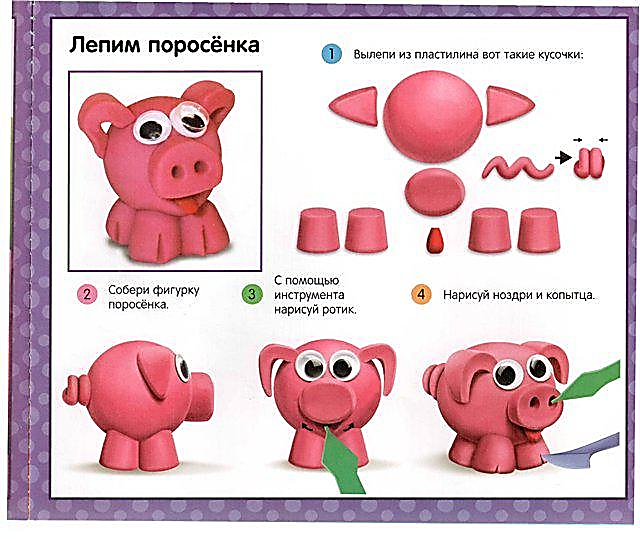 Лепим поросёнка
1 Вылепи из пластилина вот такие кусочки:
2 Собери фигурку
поросёнка.
3 С помощью
инструмента
нарисуй ротик.
4 Нарисуй ноздри и копытца.